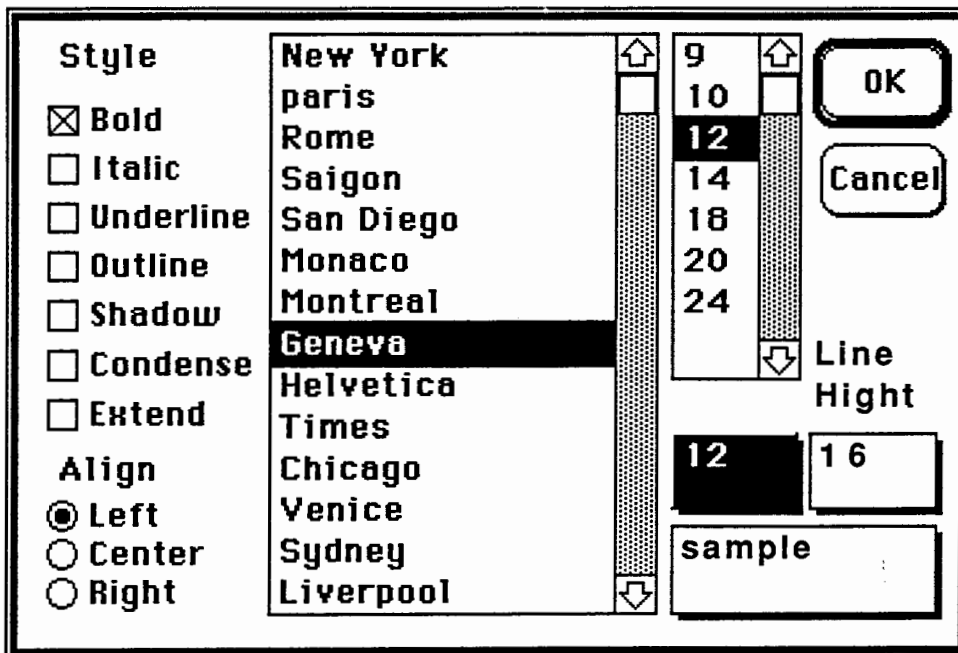 Style
Bold
Italic
Underline
Outline
Shadow
Condense
Extend
Align
Left
Center
Right
New York
paris
Rome
Saigon
San Diego
Monaco
Montreal
Geneva
Helvetica
Times
Chicago
Venice
Sydney
Liverpool
9
10
12
14
18
20
24
OK
Cancel
Line
Hight
12
16
sample